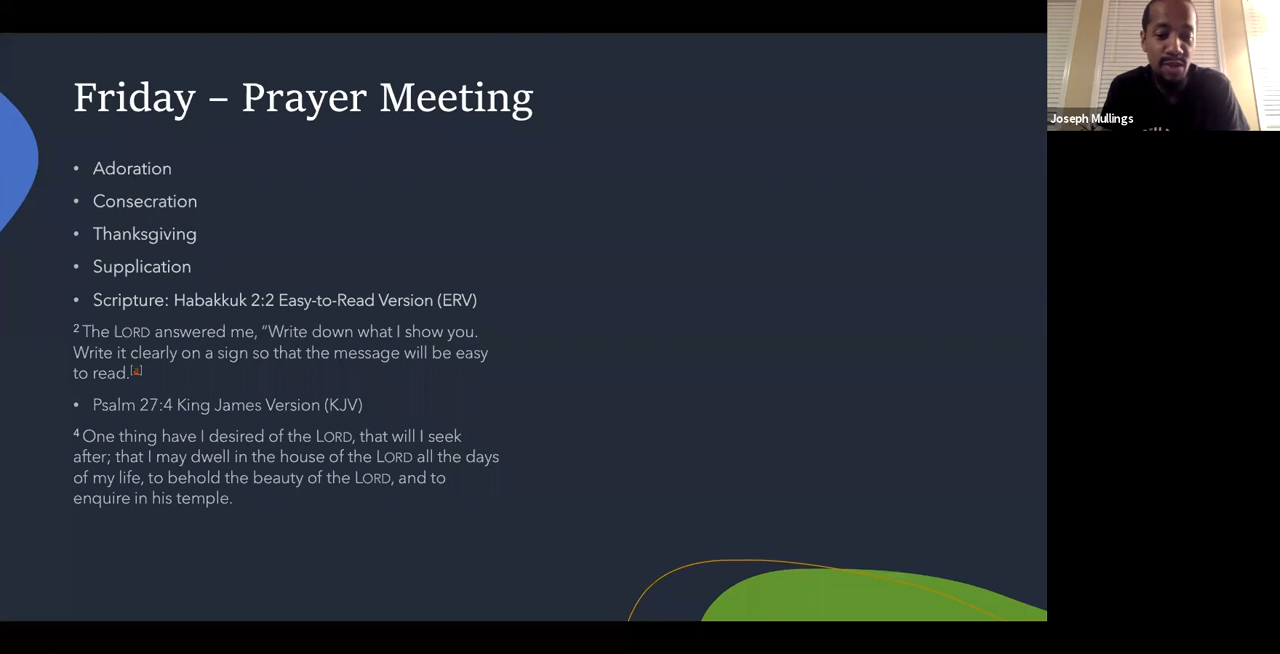 Friday – Prayer Meeting
• Adoration
• Consecration
• Thanksgiving
• Supplication
• Scripture: Habakkuk 2:2 Easy-to-Read Version (ERV)
2 The LORD answered me, “Write down what I show you.
Write it clearly on a sign so that the message will be easy
to read.[a]
• Psalm 27:4 King James Version (KJV)
4 One thing have I desired of the LORD, that will I seek
after; that I may dwell in the house of the LORD all the days
of my life, to behold the beauty of the LORD, and to
enquire in his temple.
Joseph Mullings